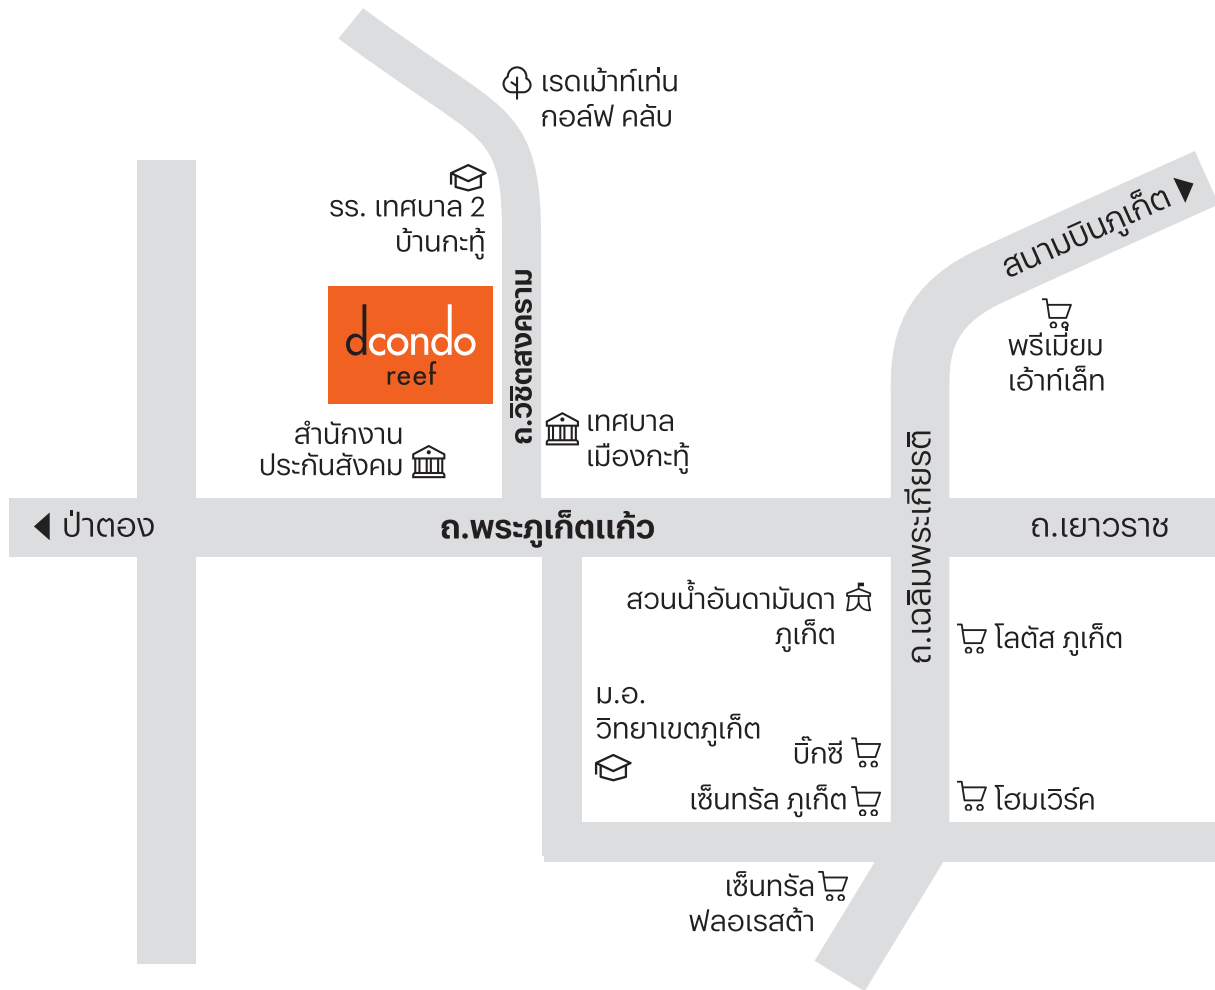 เรดเม้าท์เท่น
กอล์ฟ คลับ
รร. เทศบาล 2
บ้านกะทู้
สนามบินภูเก็ต
ถ.วิชิตสงคราม
dcondo
reef
พรีเมี่ยม
เอ้าท์เล็ท
เทศบาล
เมืองกะทู้
สำนักงาน
ประกันสังคม
ป่าตอง
ถ.พระภูเก็ตแก้ว
ถ.เฉลิมพระเกียรติ
ถ.เยาวราช
สวนน้ำอันดามันดา
ภูเก็ต
โลตัส ภูเก็ต
ม.อ.
วิทยาเขตภูเก็ต
บิ๊กซี
เซ็นทรัล ภูเก็ต
โฮมเวิร์ค
เซ็นทรัล
ฟลอเรสต้า